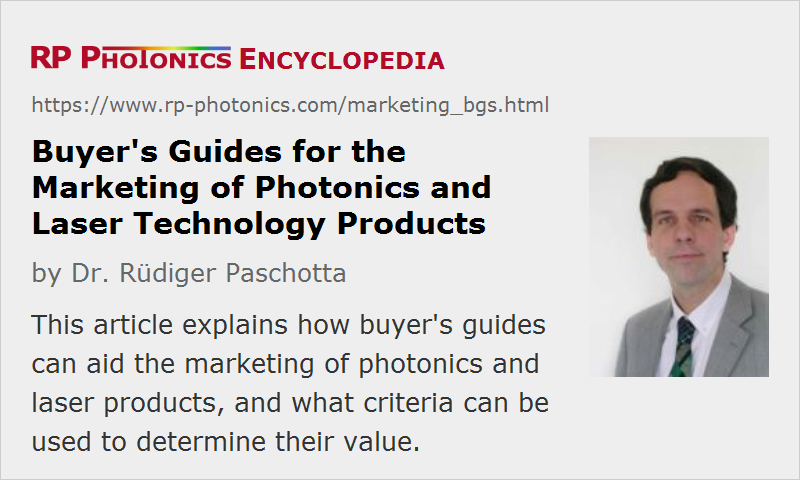 RP PHOTONICS ENCYCLOPEDIA
https://www.rp-photonics.com/marketing_bgs.html
Buyer's Guides for the
Marketing of Photonics and
Laser Technology Products
by Dr. Rüdiger Paschotta
This article explains how buyer's guides
can aid the marketing of photonics and
laser products, and what criteria can be
used to determine their value.